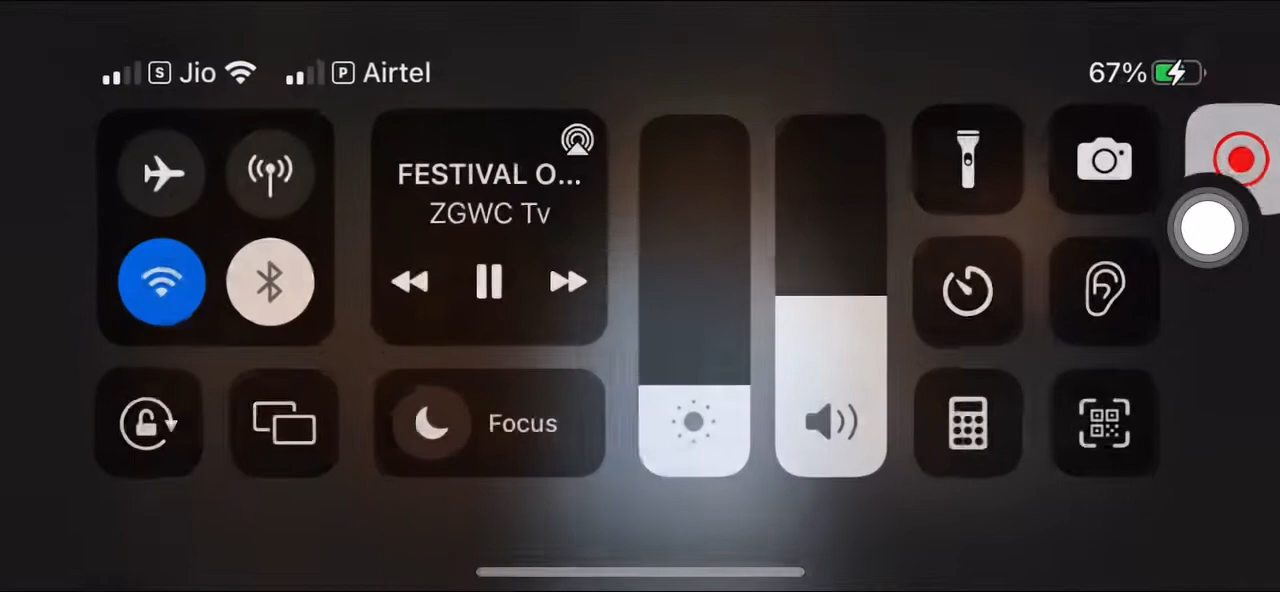 S Jio
P Airtel
67%
FESTIVAL O...
ZGWC Tv
Focus